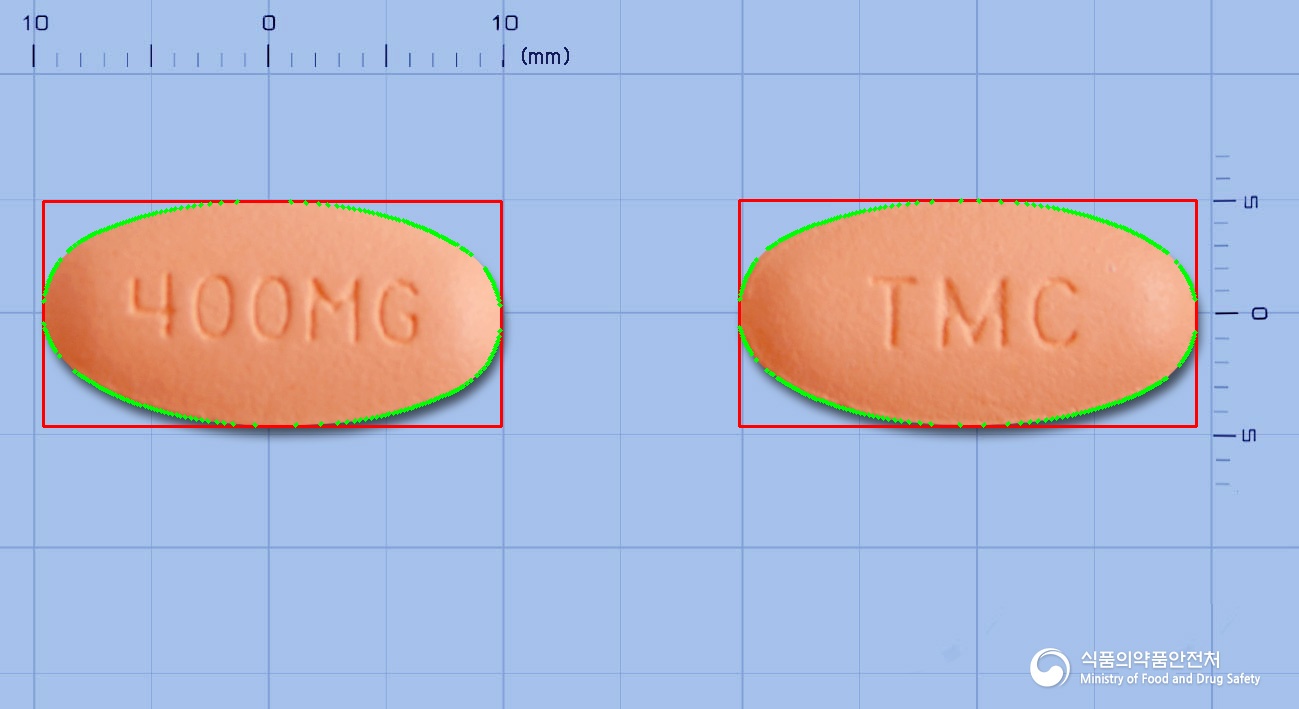 10 0 10
(mm)
400MG
TMC
5
0
5
식품의약품안전처
Ministry of Food and Drug Safety